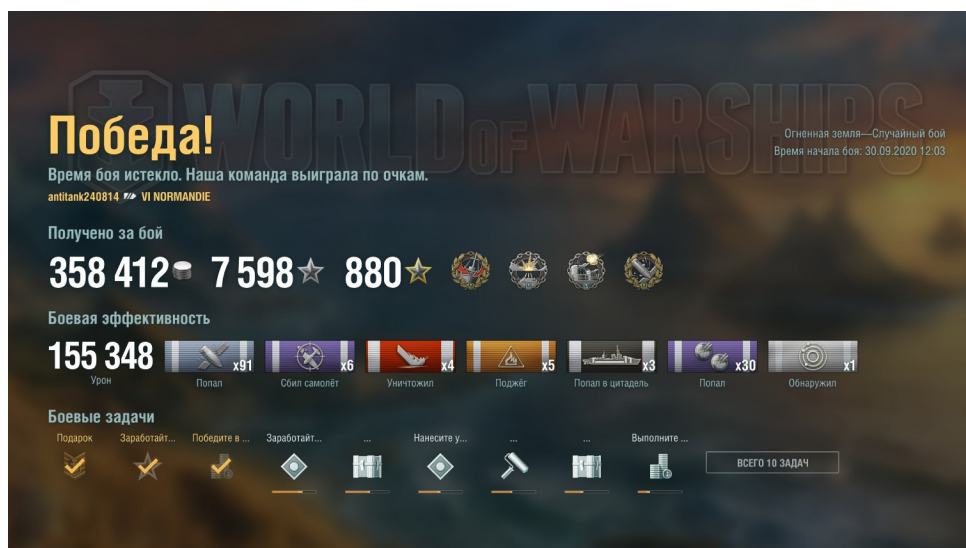 WORLD OF WARSHIPS
Победа!
Огненная земля—Случайный бой
Время начала боя: 30.09.2020 12:03
Время боя истекло. Наша команда выиграла по очкам.
antitank240814 VI NORMANDIE
Получено за бой
358 412 7 598 880
Боевая эффективность
155 348 x91 x6 x4 x5 x3 x30 x1
Урон Попал Сбил самолёт Уничтожил Поджёг Попал в цитадель Попал Обнаружил
Боевые задачи
Подарок Заработайт... Победите в ... Заработайт... ... Нанесите у... ... ... Выполните ...
ВСЕГО 10 ЗАДАЧ